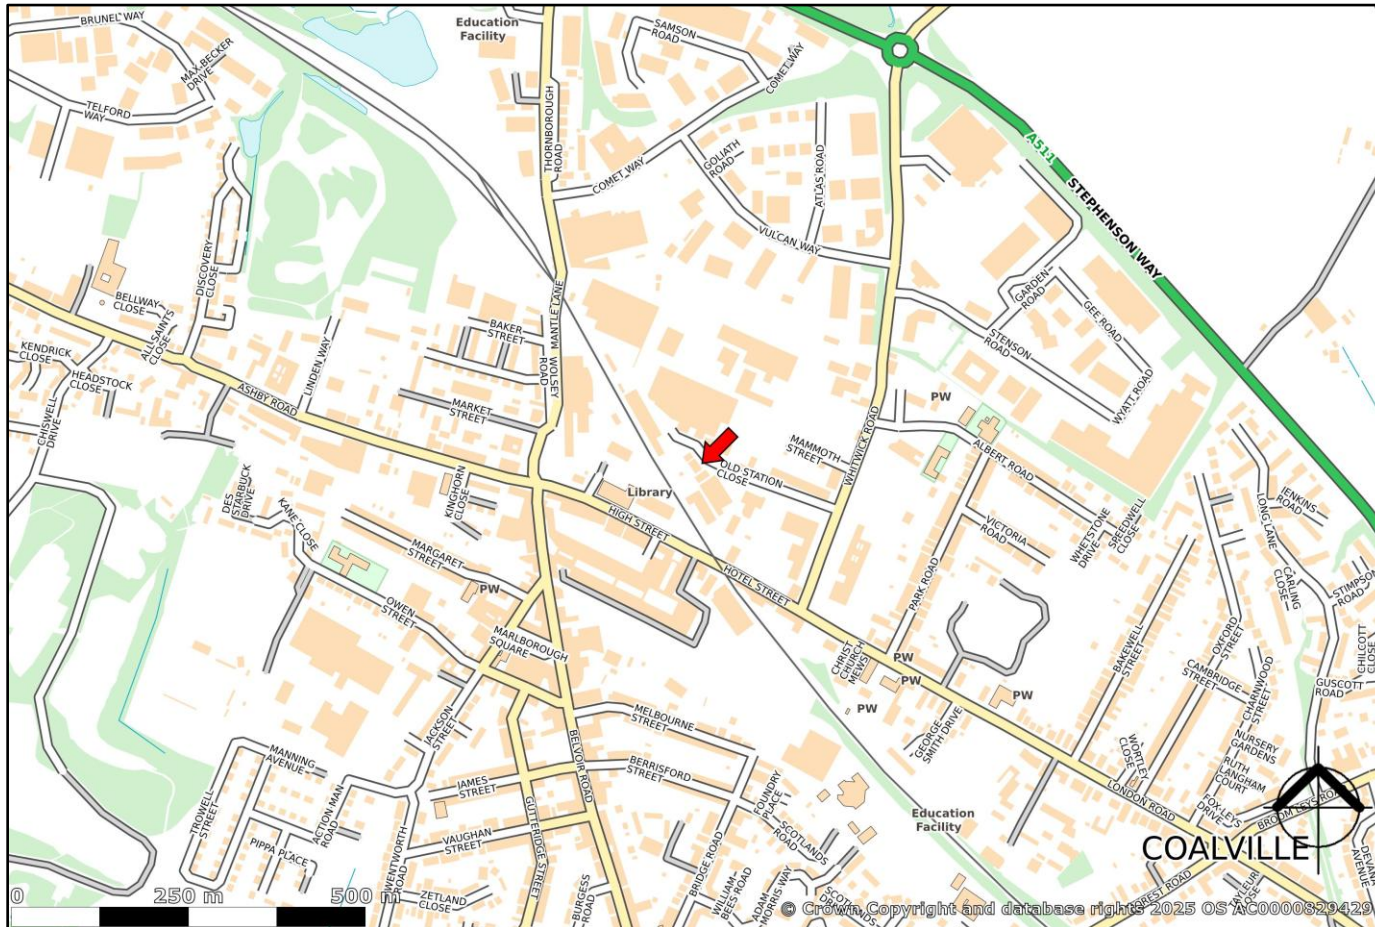 BRUNEL WAY
MAX BECKER
DRIVE
TELFORD
WAY
Education
Facility
SAMSON
ROAD
COMET WAY
THORNBOROUGH
ROAD
GOLIATH
ROAD
COMET WAY
ATLAS ROAD
VULCAN WAY
A511
STEPHENSON WAY
DISCOVERY
CLOSE
BELLWAY
CLOSE
ALLSAINTS
CLOSE
KENDRICK
CLOSE
HEADSTOCK
CLOSE
CHISWELL
DRIVE
LINDEN WAY
ASHBY ROAD
BAKER
STREET
MANTLE LANE
WOLSEY
ROAD
MARKET
STREET
GARDEN
ROAD
GEE ROAD
STENSON
ROAD
WYATT ROAD
PW
ALBERT ROAD
WHITWICK ROAD
MAMMOTH
STREET
OLD STATION
CLOSE
Library
HIGH STREET
HOTEL STREET
KINGHORN
CLOSE
DES
STARBUCK
DRIVE
KANE CLOSE
MARGARET
STREET
PW
OWEN
STREET
MARLBOROUGH
SQUARE
VICTORIA
ROAD
WHETSTONE
DRIVE
SPEEDWELL
CLOSE
PARK ROAD
LONG LANE
JENKINS
ROAD
CARLING
CLOSE
STIMPSON
ROAD
CHILCOTT
CLOSE
GUSCOTT
ROAD
BAKEWELL
STREET
OXFORD
STREET
CAMBRIDGE
STREET
CHARNWOOD
STREET
NURSERY
GARDENS
RUTH
LANGHAM
COURT
FOX LEYS
DRIVE
WORTLEY
CLOSE
CHRIST
CHURCH
MEWS
PW
PW
PW
PW
GEORGE
SMITH DRIVE
LONDON ROAD
BROOM LEYS ROAD
COALVILLE
JACKSON
STREET
MELBOURNE
STREET
BELVOIR ROAD
BERRISFORD
STREET
JAMES
STREET
VAUGHAN
STREET
GUTTERIDGE STREET
MANNING
AVENUE
TROWELL
STREET
ACTION MAN
ROAD
PIPPA PLACE
WENTWORTH
ROAD
ZETLAND
CLOSE
BURGESS
ROAD
BRIDGE ROAD
WILLIAM
BEES ROAD
ADAM
MORRIS WAY
FOUNDRY
PLACE
SCOTLANDS
ROAD
SCOTLANDS
Education
Facility
FOREST ROAD
TAYLEUR
CLOSE
AVENUE
0 250 m 500 m
© Crown Copyright and database rights 2025 OS AC0000829429